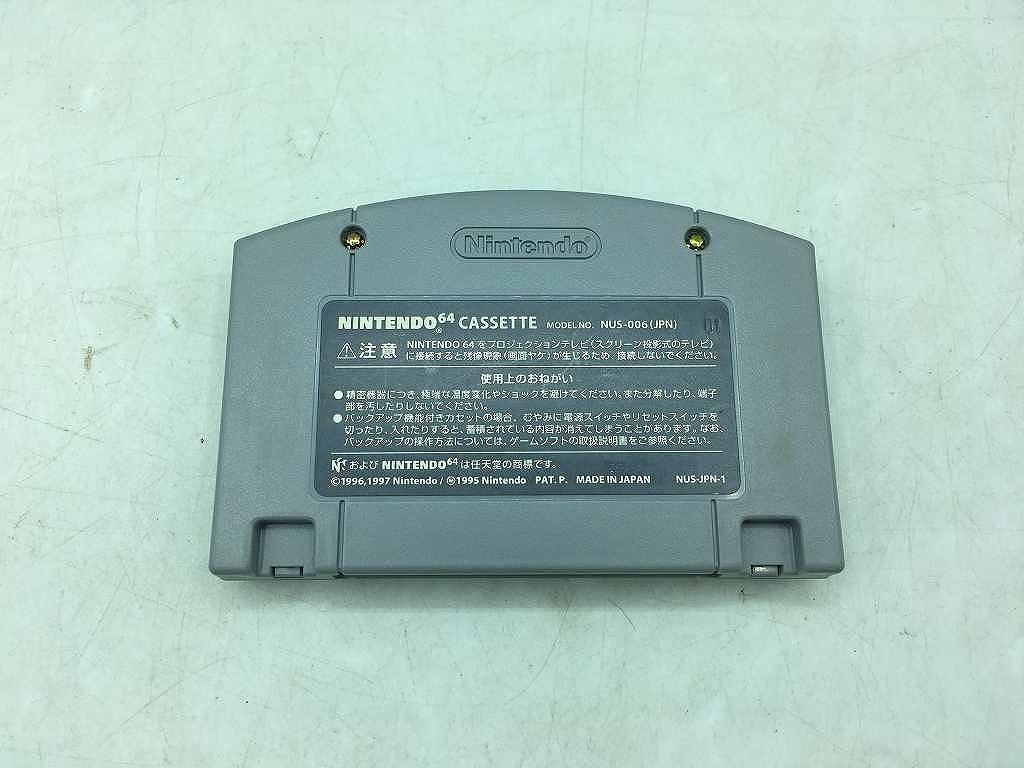 Nintendo®
NINTENDO64® CASSETTE MODEL NO. NUS-006(JPN)
注意 NINTENDO 64 をプロジェクションテレビ(スクリーン投影式のテレビ)
に接続すると残像現象(画面ヤケ)が生じるため、接続しないでください。
使用上のおねがい
●精密機器につき、極端な温度変化やショックを避けてください。また分解したり、端子
部を汚したりしないでください。
●バックアップ機能付きカセットの場合、むやみに電源スイッチやリセットスイッチを
切ったり、入れたりすると、蓄積されている内容が消えてしまうことがあります。なお、
バックアップの操作方法については、ゲームソフトの取扱説明書をご参照ください。
および NINTENDO64 は任天堂の商標です。
©1996,1997 Nintendo / Ⓜ1995 Nintendo PAT. P. MADE IN JAPAN NUS-JPN-1